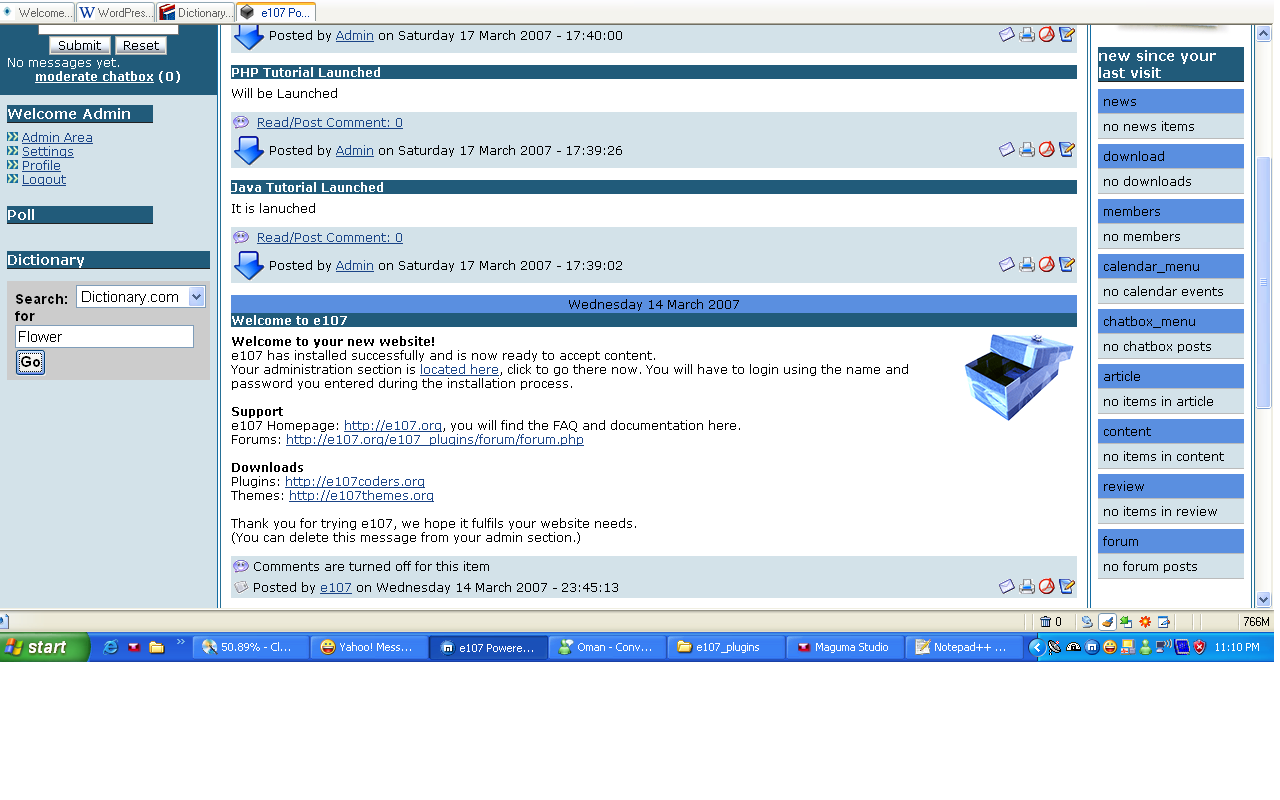 Welcome...
WordPres...
Dictionary...
e107 Po...
Submit Reset
No messages yet.
moderate chatbox (0)
Welcome Admin
Admin Area
Settings
Profile
Logout
Poll
Dictionary
Search: Dictionary.com
for
Flower
Go
Posted by Admin on Saturday 17 March 2007 - 17:40:00
PHP Tutorial Launched
Will be Launched
Read/Post Comment: 0
Posted by Admin on Saturday 17 March 2007 - 17:39:26
Java Tutorial Launched
It is lanuched
Read/Post Comment: 0
Posted by Admin on Saturday 17 March 2007 - 17:39:02
Wednesday 14 March 2007
Welcome to e107
Welcome to your new website!
e107 has installed successfully and is now ready to accept content.
Your administration section is located here, click to go there now. You will have to login using the name and
password you entered during the installation process.
Support
e107 Homepage: http://e107.org, you will find the FAQ and documentation here.
Forums: http://e107.org/e107_plugins/forum/forum.php
Downloads
Plugins: http://e107coders.org
Themes: http://e107themes.org
Thank you for trying e107, we hope it fulfils your website needs.
(You can delete this message from your admin section.)
Comments are turned off for this item
Posted by e107 on Wednesday 14 March 2007 - 23:45:13
new since your
last visit
news
no news items
download
no downloads
members
no members
calendar_menu
no calendar events
chatbox_menu
no chatbox posts
article
no items in article
content
no items in content
review
no items in review
forum
no forum posts
0
766M
start
50.89% - Cl...
Yahoo! Mess...
e107 Powere...
Oman - Conv...
e107_plugins
Maguma Studio
Notepad++ ...
11:10 PM